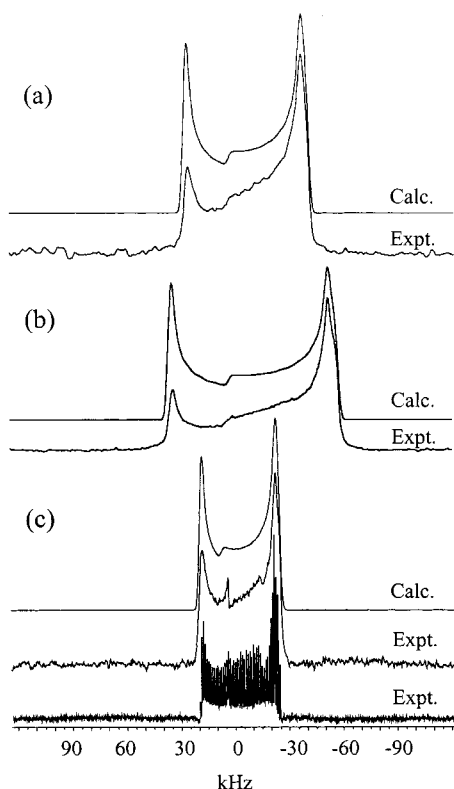 (a)
Calc.
Expt.
(b)
Calc.
Expt.
(c)
Calc.
Expt.
Expt.
90 60 30 0 -30 -60 -90
kHz